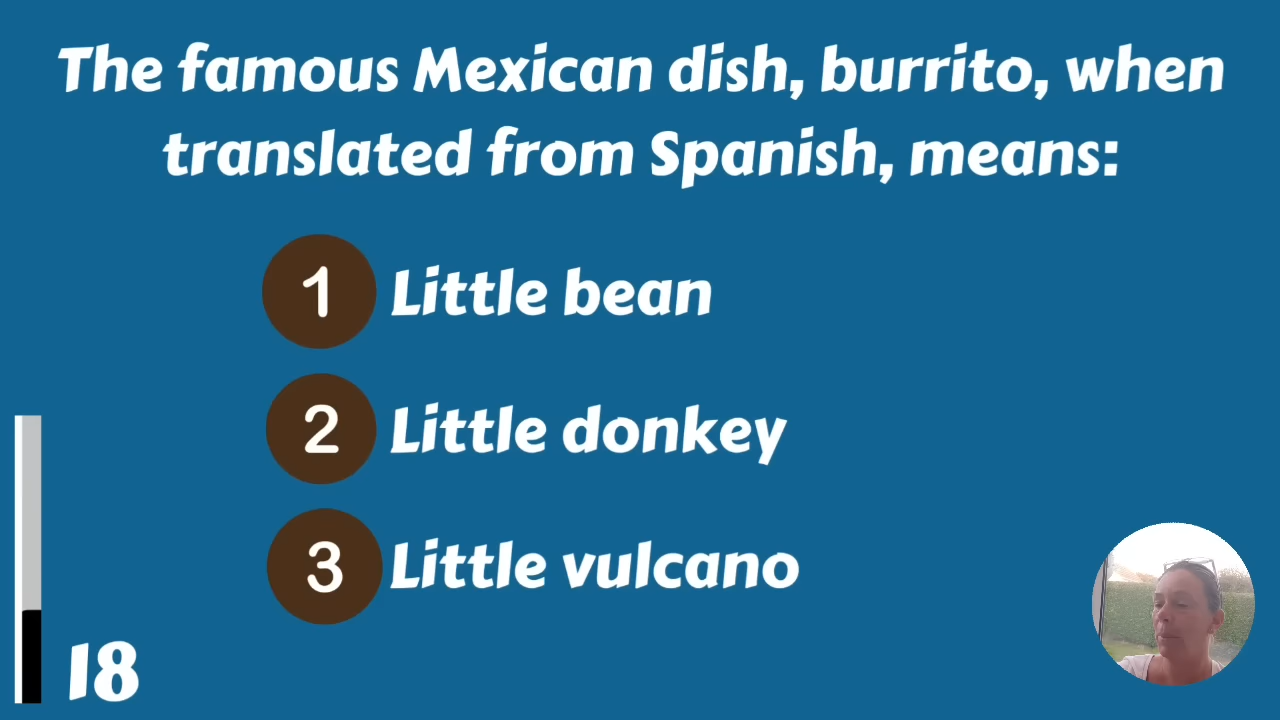 The famous Mexican dish, burrito, when
translated from Spanish, means:
1 Little bean
2 Little donkey
3 Little vulcano
18